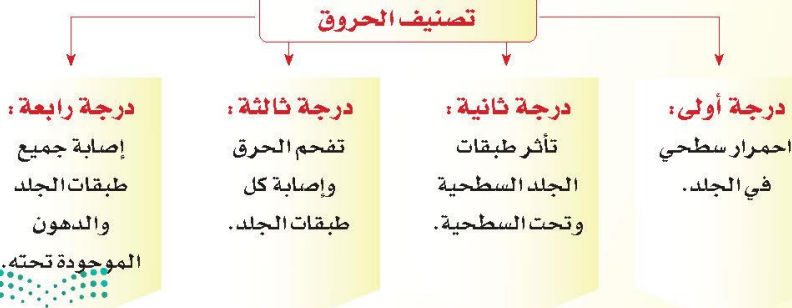 تصنيف الحروق
درجة أولى:
احمرار سطحي
في الجلد.
درجة ثانية:
تأثر طبقات
الجلد السطحية
وتحت السطحية.
درجة ثالثة:
تفحم الحرق
وإصابة كل
طبقات الجلد.
درجة رابعة:
إصابة جميع
طبقات الجلد
والدهون
الموجودة تحته.